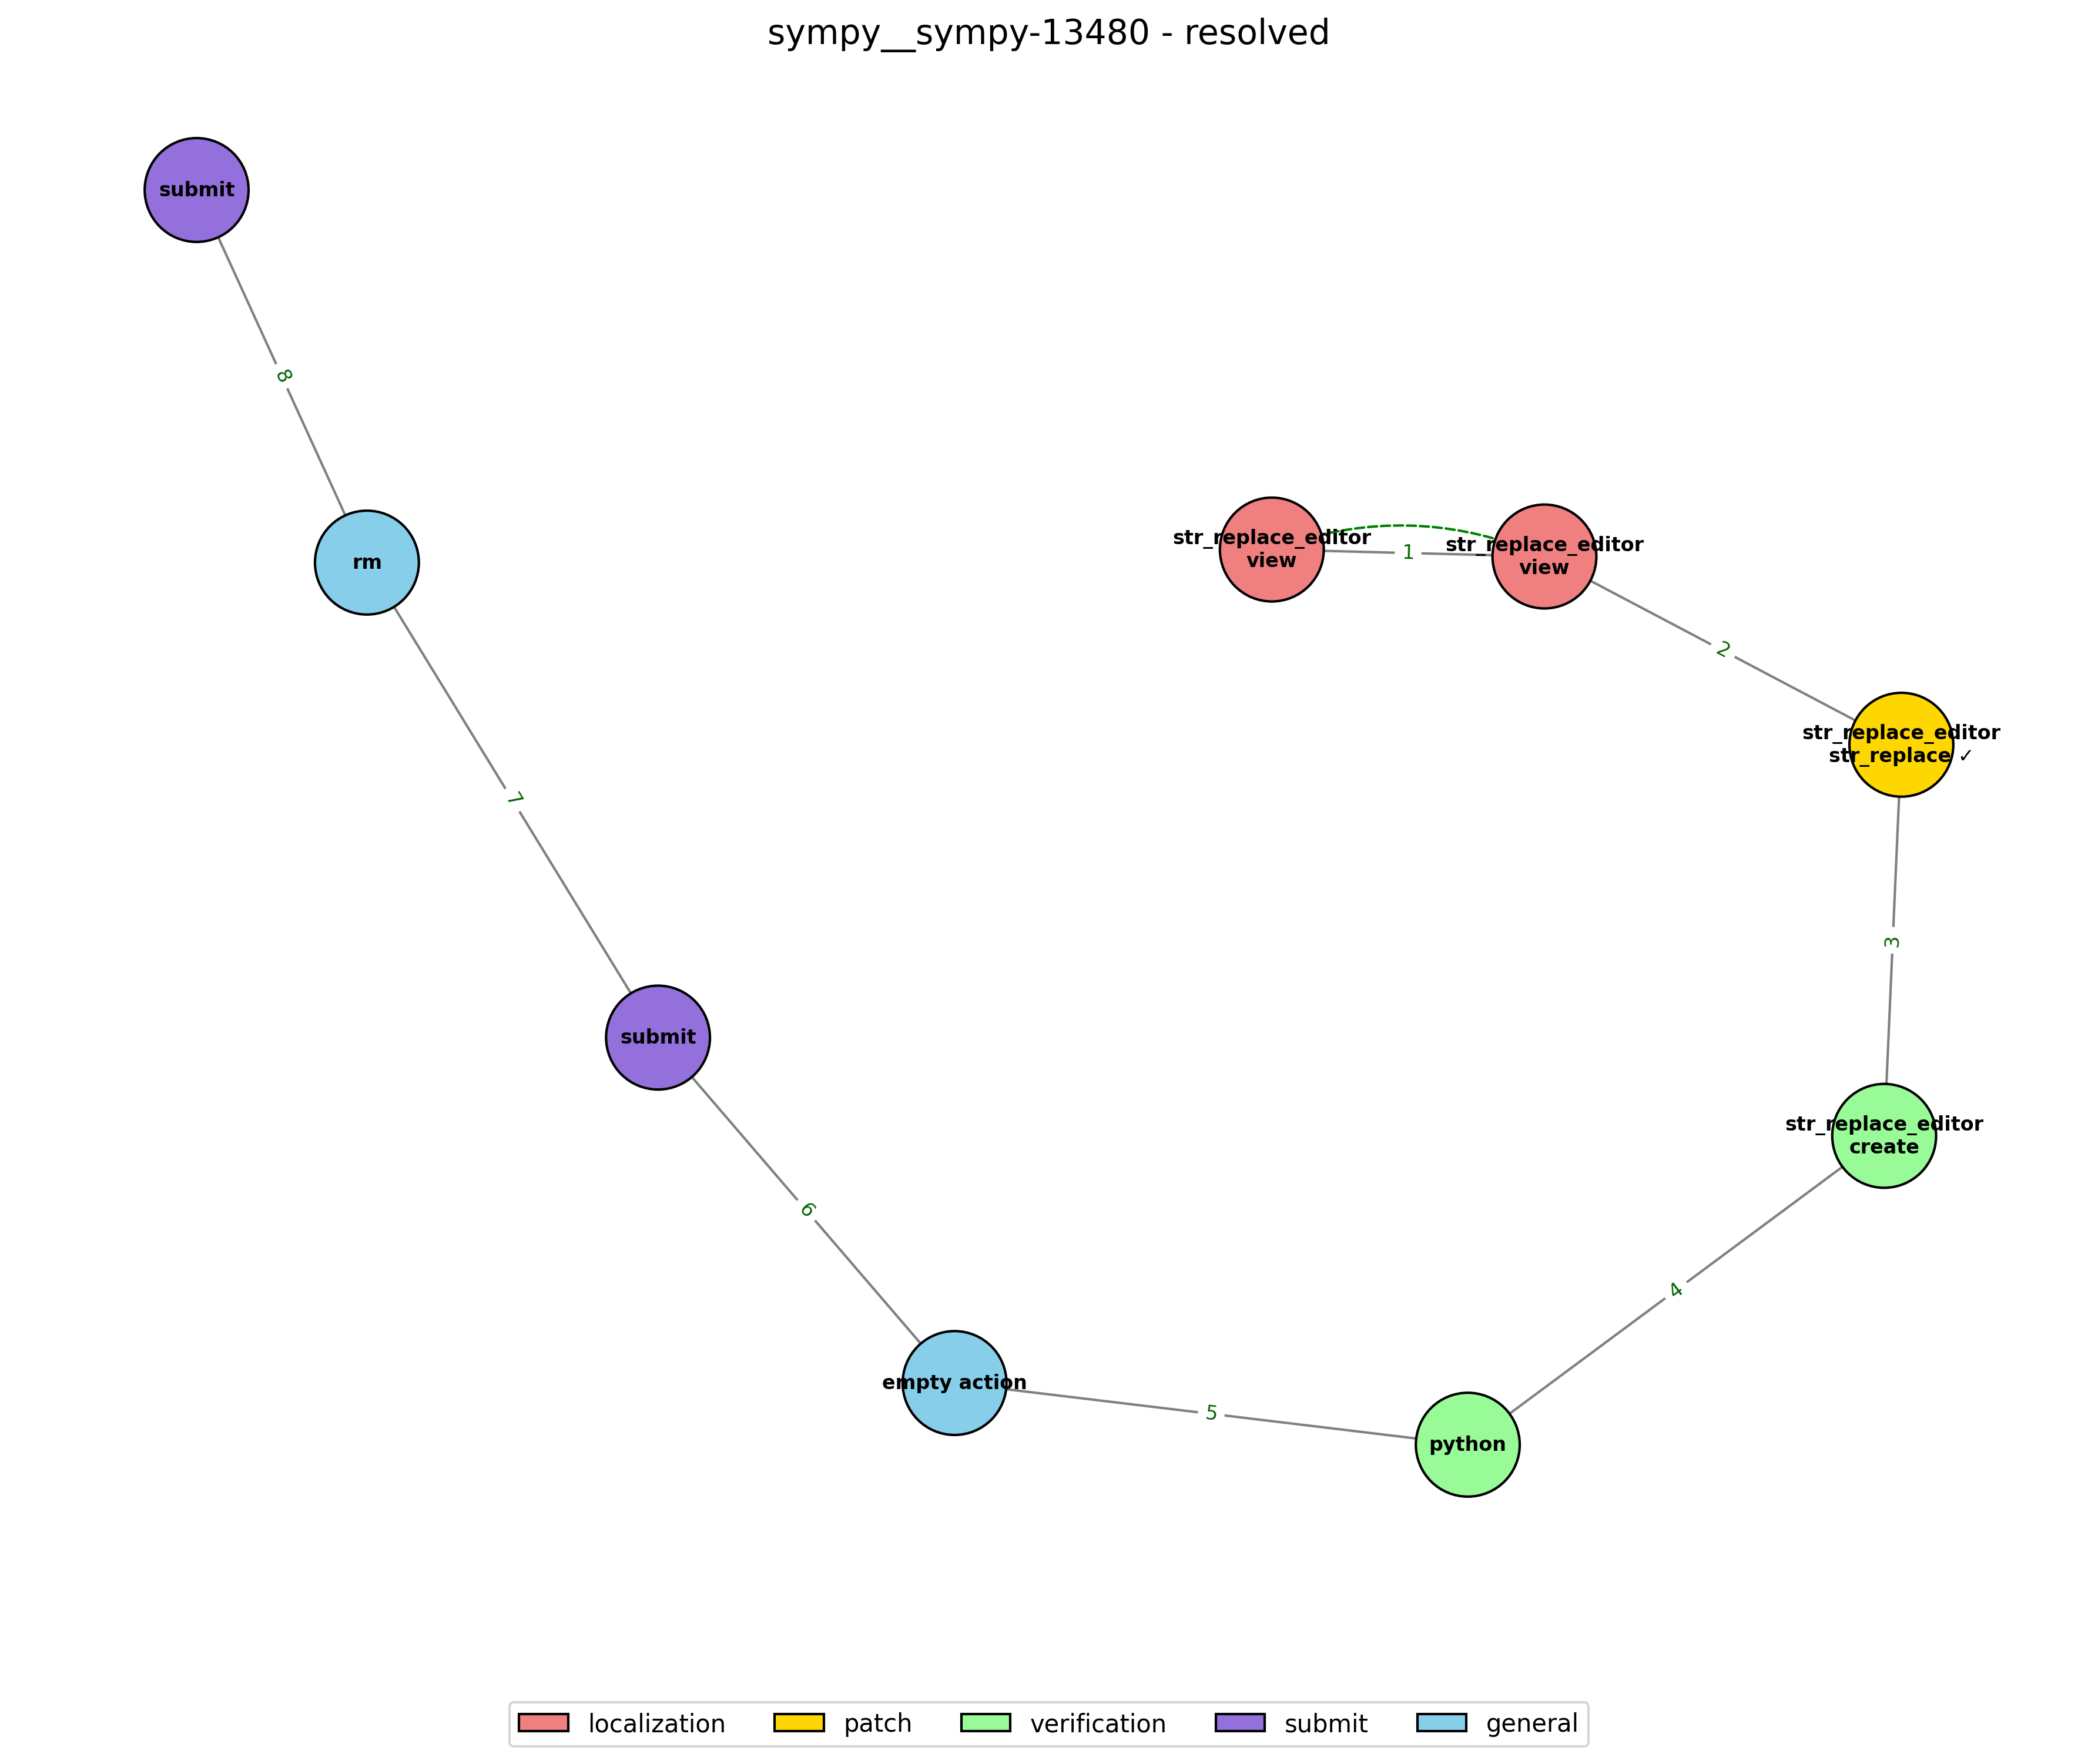 sympy__sympy-13480 - resolved
submit
8
rm
str_replace_editor
view
1
str_replace_editor
view
2
str_replace_editor
str_replace ✓
7
3
submit
str_replace_editor
create
6
4
empty action
5
python
localization
patch
verification
submit
general